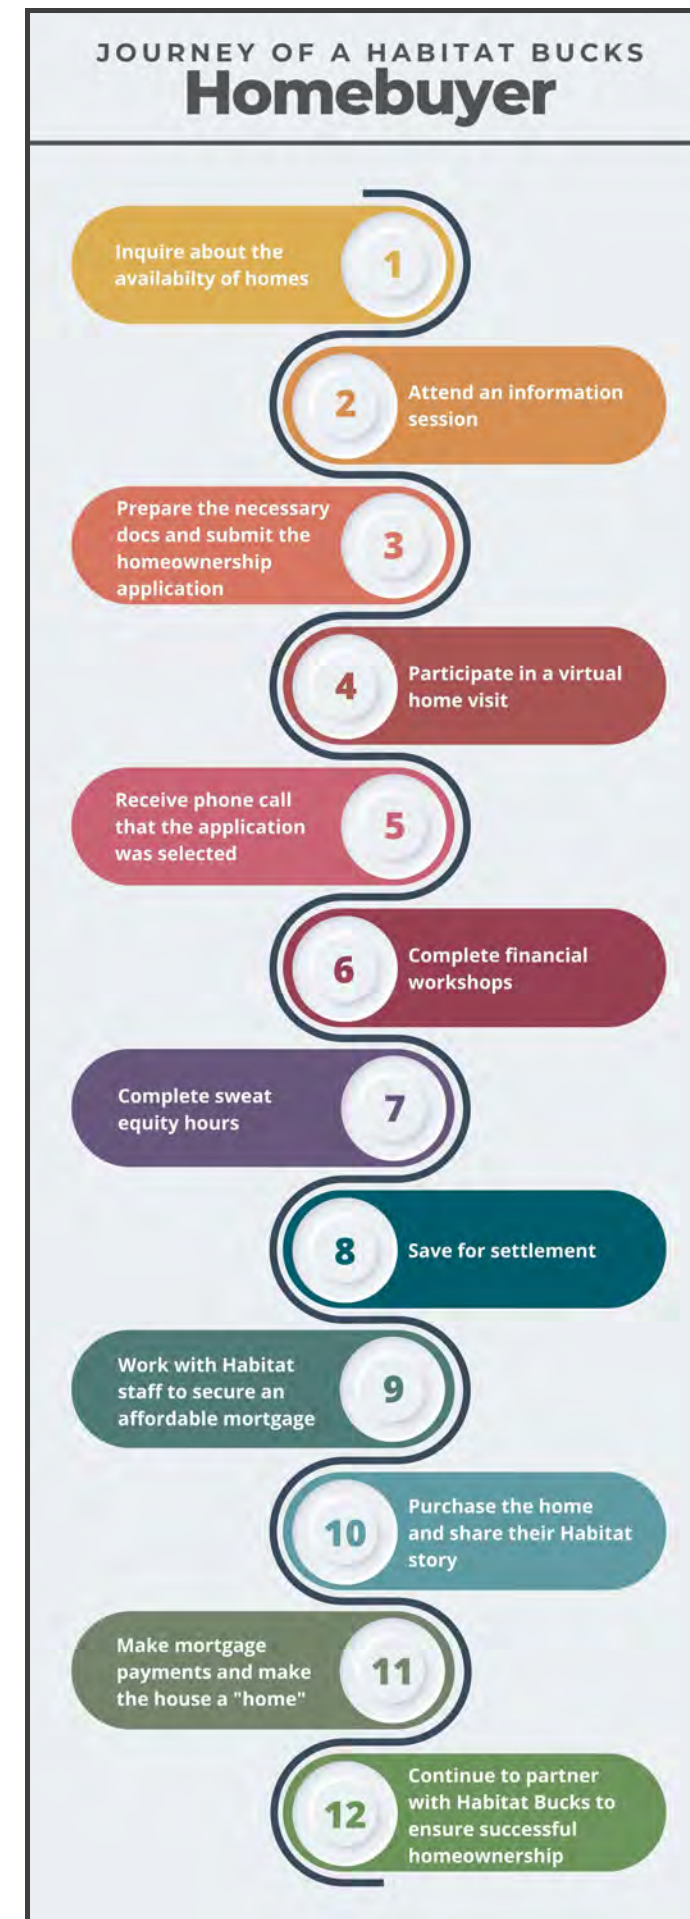 JOURNEY OF A HABITAT BUCKS
Homebuyer
Inquire about the
availabilty of homes
1
2
Attend an information
session
Prepare the necessary
docs and submit the
homeownership
application
3
4
Participate in a virtual
home visit
Receive phone call
that the application
was selected
5
6
Complete financial
workshops
Complete sweat
equity hours
7
8
Save for settlement
Work with Habitat
staff to secure an
affordable mortgage
9
10
Purchase the home
and share their Habitat
story
Make mortgage
payments and make
the house a "home"
11
12
Continue to partner
with Habitat Bucks to
ensure successful
homeownership